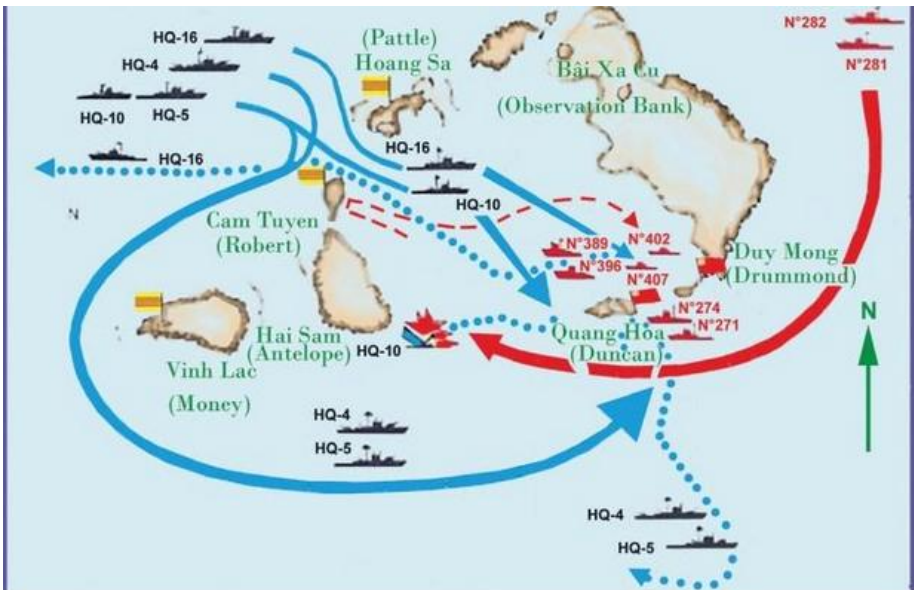 N°282
HQ-16
(Pattle)
Hoang Sa
HQ-4
N°281
Bãi Xa Cu
(Observation Bank)
HQ-10
HQ-5
HQ-16
HQ-16
HQ-10
N
Cam Tuyen
(Robert)
N°389
N°402
N°396
Duy Mong
(Drummond)
N°407
N°274
N°271
N
Hai Sam
(Antelope)
HQ-10
Quang Hoa
(Duncan)
Vinh Lac
(Money)
HQ-4
HQ-5
HQ-4
HQ-5